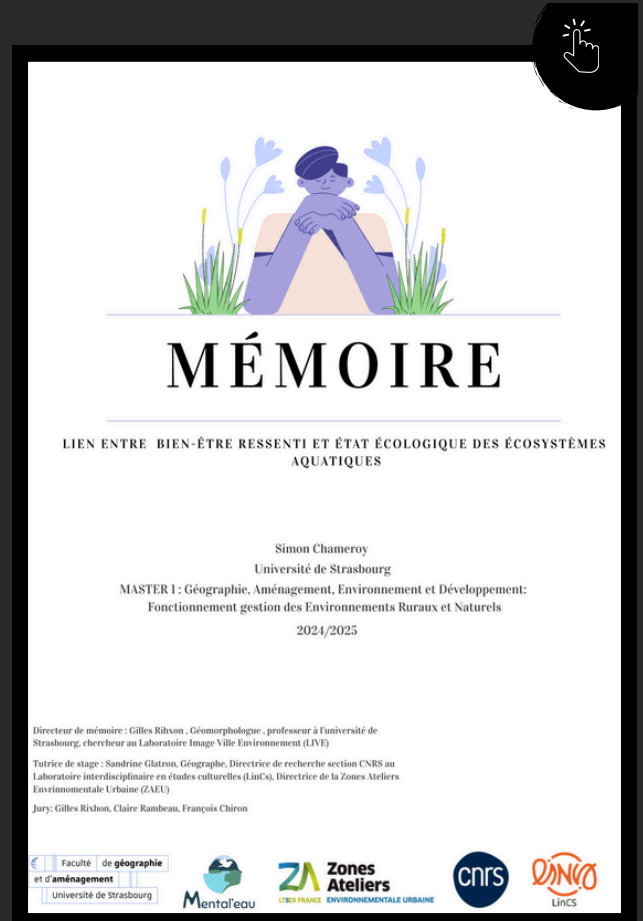 MÉMOIRE
LIEN ENTRE BIEN-ÊTRE RESSENTI ET ÉTAT ÉCOLOGIQUE DES ÉCOSYSTÈMES
AQUATIQUES
Simon Chameroy
Université de Strasbourg
MASTER 1 : Géographie, Aménagement, Environnement et Développement:
Fonctionnement gestion des Environnements Ruraux et Naturels
2024/2025
Directeur de mémoire : Gilles Rihxon , Géomorphologue , professeur à l'université de
Strasbourg, chercheur au Laboratoire Image Ville Environnement (LIVE)
Tutrice de stage : Sandrine Glatron, Géographe, Directrice de recherche section CNRS au
Laboratoire interdisciplinaire en études culturelles (LinCs), Directrice de la Zones Ateliers
Envrinnomentale Urbaine (ZAEU)
Jury: Gilles Rixhon, Claire Rambeau, François Chiron
Faculté de géographie
et d'aménagement
Université de Strasbourg
Mental'eau
ZA
LTSER FRANCE
Zones
Ateliers
ENVIRONNEMENTALE URBAINE
cnrs
LinCS